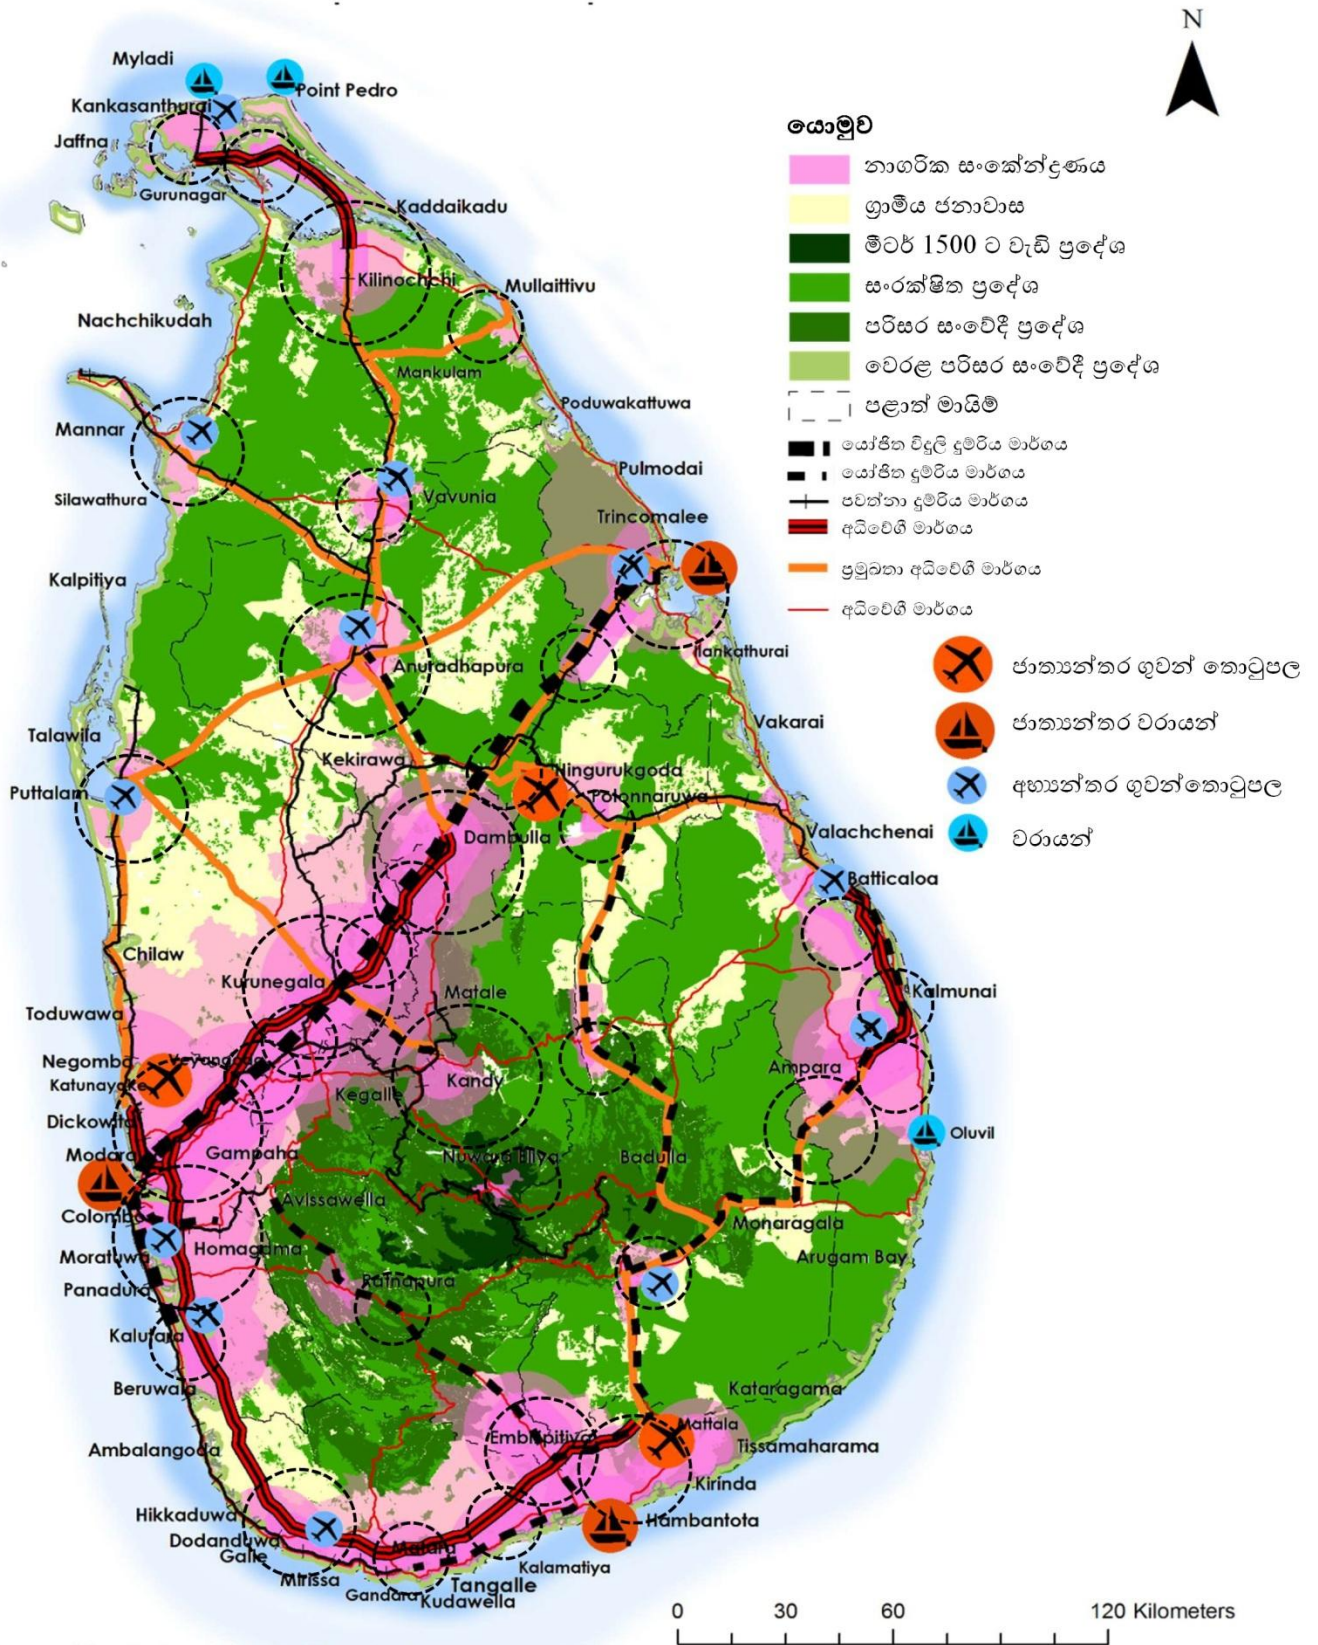 N
Myladi
Point Pedro
Kankasanthurai
Jaffna
Gurunagar
Kaddaikadu
Kilinochchi
Mullaittivu
Nachchikudah
Mankulam
Poduwakattuwa
Mannar
Pulmodai
Silawathura
Vavunia
Trincomalee
Kalpitiya
Ilankathurai
Anuradhapura
Vakarai
Talawila
Kekirawa
Ningurukgoda
Puttalam
Polonnaruwa
Dambulla
Valachchenai
Batticaloa
Chilaw
Kurunegala
Matale
Kalmunai
Toduwawa
Negombo
Veyangoda
Katunayake
Ampara
Kandy
Kegalle
Dickowita
Oluvil
Modara
Gampaha
Nuwara Eliya
Badulla
Avissawella
Colombo
Monaragala
Homagama
Moratuwa
Arugam Bay
Panadura
Ratnapura
Kalutara
Beruwala
Kataragama
Mattala
Embilipitiya
Tissamaharama
Ambalangoda
Kirinda
Hikkaduwa
Hambantota
Dodanduwa
Matara
Galle
Kalamatiya
Mirissa
Tangalle
Gandara
Kudawella
යොමුව
නාගරික සංකේන්ද්‍රණය
ග්‍රාමීය ජනාවාස
මීටර් 1500 ට වැඩි ප්‍රදේශ
සංරක්ෂිත ප්‍රදේශ
පරිසර සංවේදී ප්‍රදේශ
වෙරළ පරිසර සංවේදී ප්‍රදේශ
පළාත් මායිම්
යෝජිත විදුලි දුම්රිය මාර්ගය
යෝජිත දුම්රිය මාර්ගය
පවත්නා දුම්රිය මාර්ගය
අධිවේගී මාර්ගය
ප්‍රමුඛතා අධිවේගී මාර්ගය
අධිවේගී මාර්ගය
ජාත්‍යන්තර ගුවන් තොටුපල
ජාත්‍යන්තර වරායන්
අභ්‍යන්තර ගුවන්තොටුපල
වරායන්
0 30 60 120 Kilometers